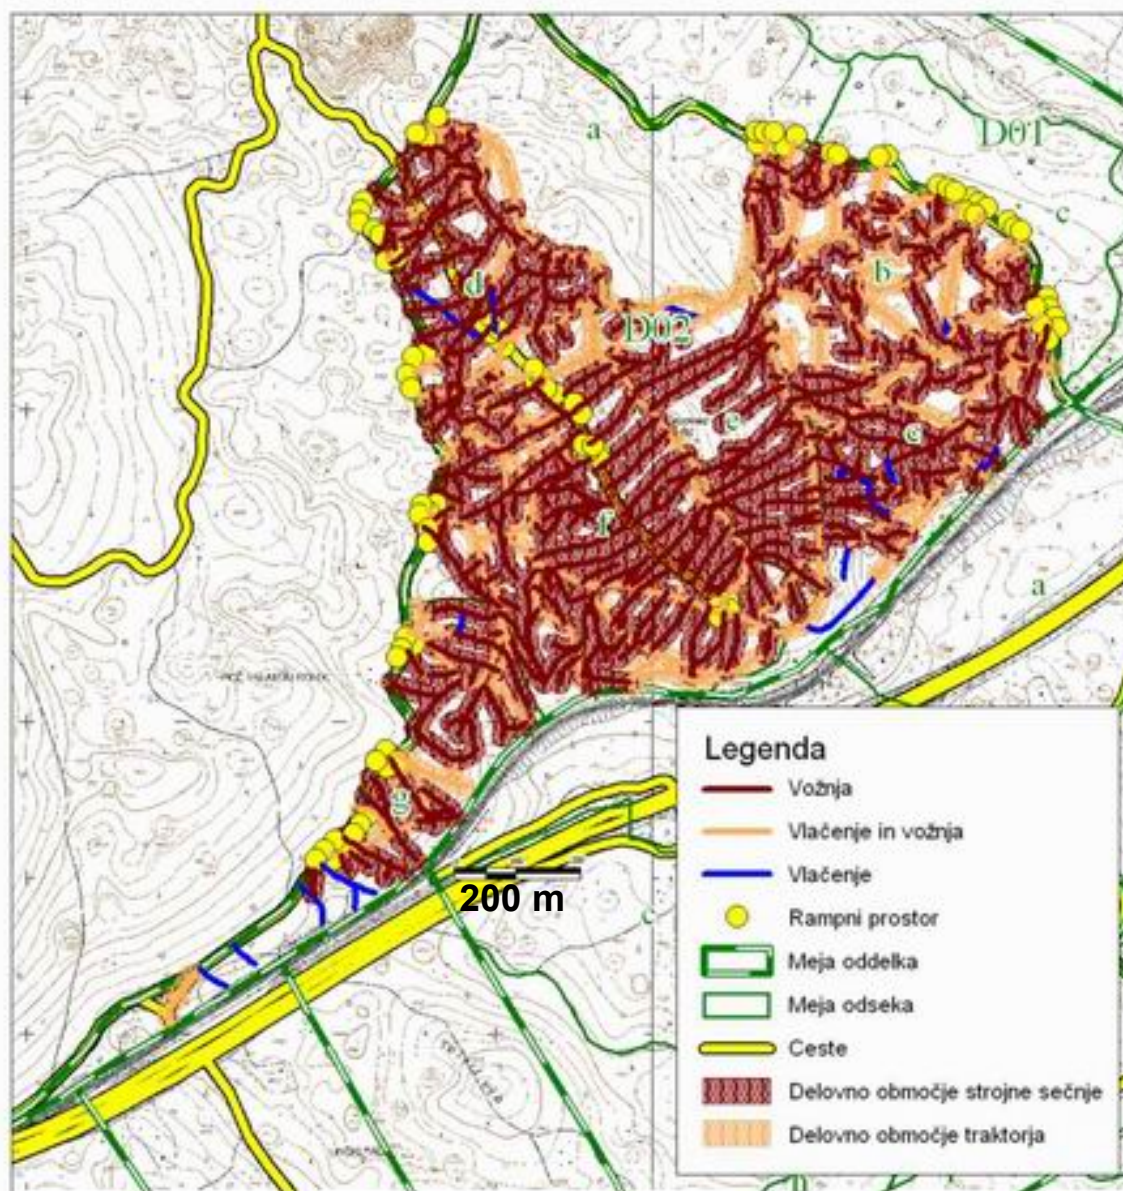 a
D01
c
b
d
D02
e
e
f
a
g
200 m
c
Legenda
Vožnja
Vlačenje in vožnja
Vlačenje
Rampni prostor
Meja oddelka
Meja odseka
Ceste
Delovno območje strojne sečnje
Delovno območje traktorja